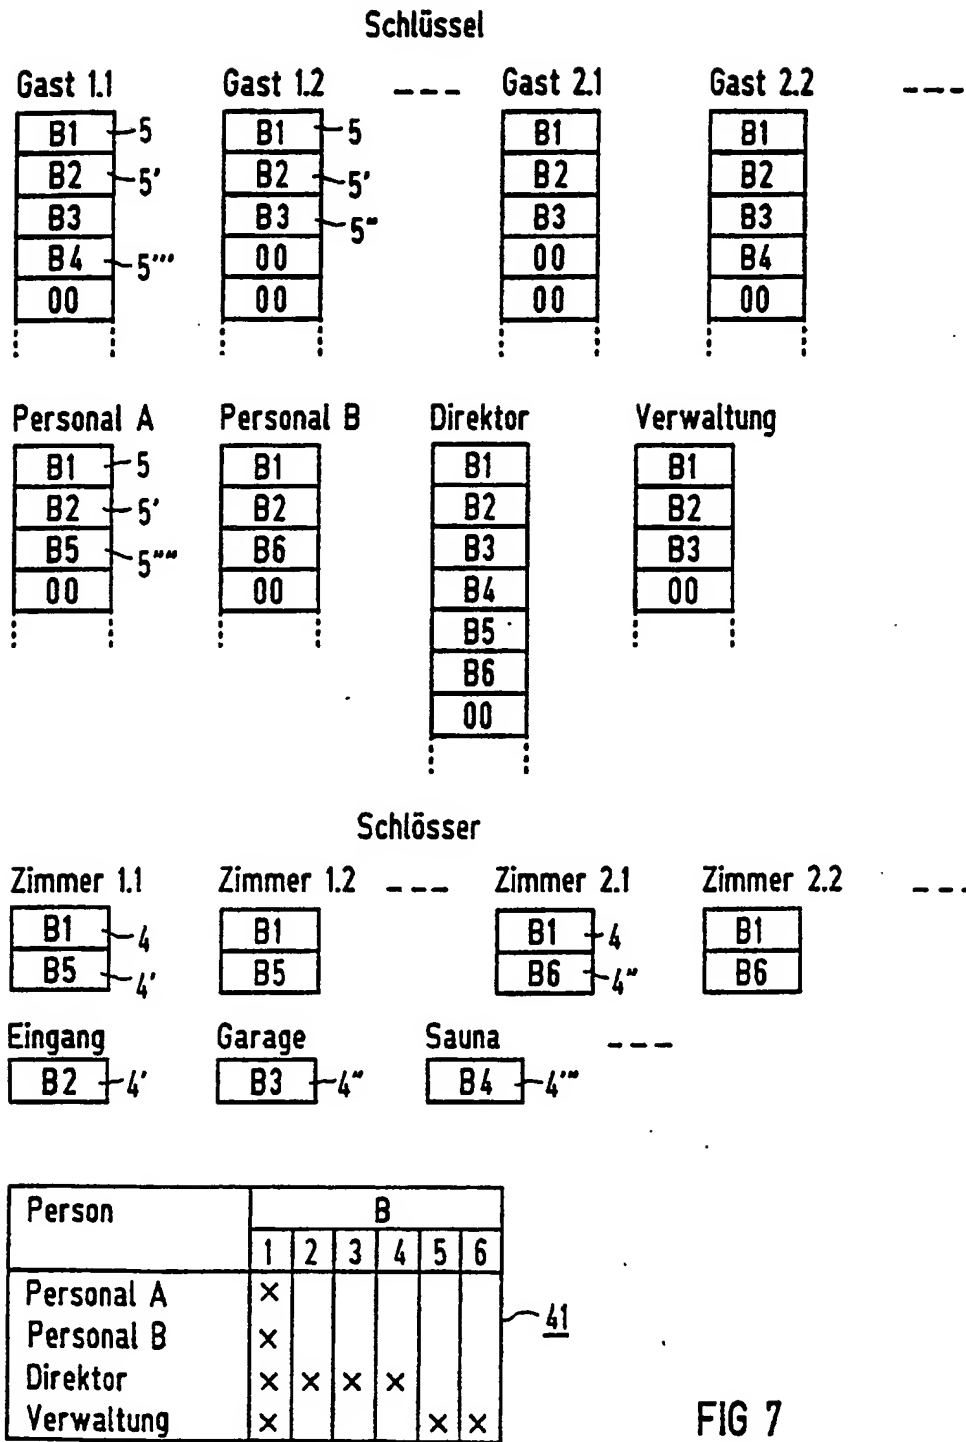 Schlüssel
Gast 1.1 Gast 1.2 --- Gast 2.1 Gast 2.2 ---
B1 5 B1 5 B1 B1
B2 5' B2 5' B2 B2
B3 B3 5" B3 B3
B4 5''' 00 00 B4
00 00 00 00
Personal A Personal B Direktor Verwaltung
B1 5 B1 B1 B1
B2 5' B2 B2 B2
B5 5'''' B6 B3 B3
00 00 B4 00
B5
B6
00
Schlösser
Zimmer 1.1 Zimmer 1.2 --- Zimmer 2.1 Zimmer 2.2 ---
B1 4 B1 B1 4 B1
B5 4' B5 B6 4" B6
Eingang Garage Sauna ---
B2 4' B3 4" B4 4'''
Person B
1 2 3 4 5 6
Personal A ×
Personal B ×
Direktor × × × ×
Verwaltung × × ×
41
FIG 7